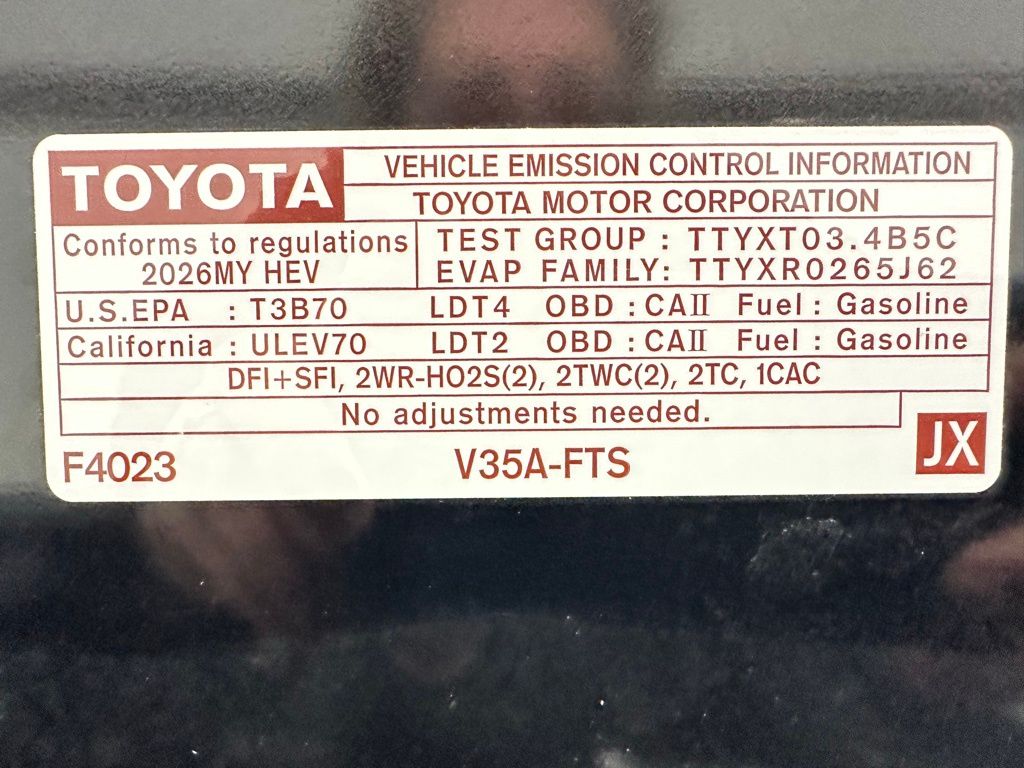 TOYOTA
VEHICLE EMISSION CONTROL INFORMATION
TOYOTA MOTOR CORPORATION
Conforms to regulations
2026MY HEV
TEST GROUP : TTYXT03.4B5C
EVAP FAMILY: TTYXR0265J62
U.S.EPA : T3B70 LDT4 OBD : CAII Fuel : Gasoline
California : ULEV70 LDT2 OBD : CAII Fuel : Gasoline
DFI+SFI, 2WR-HO2S(2), 2TWC(2), 2TC, 1CAC
No adjustments needed.
JX
F4023
V35A-FTS